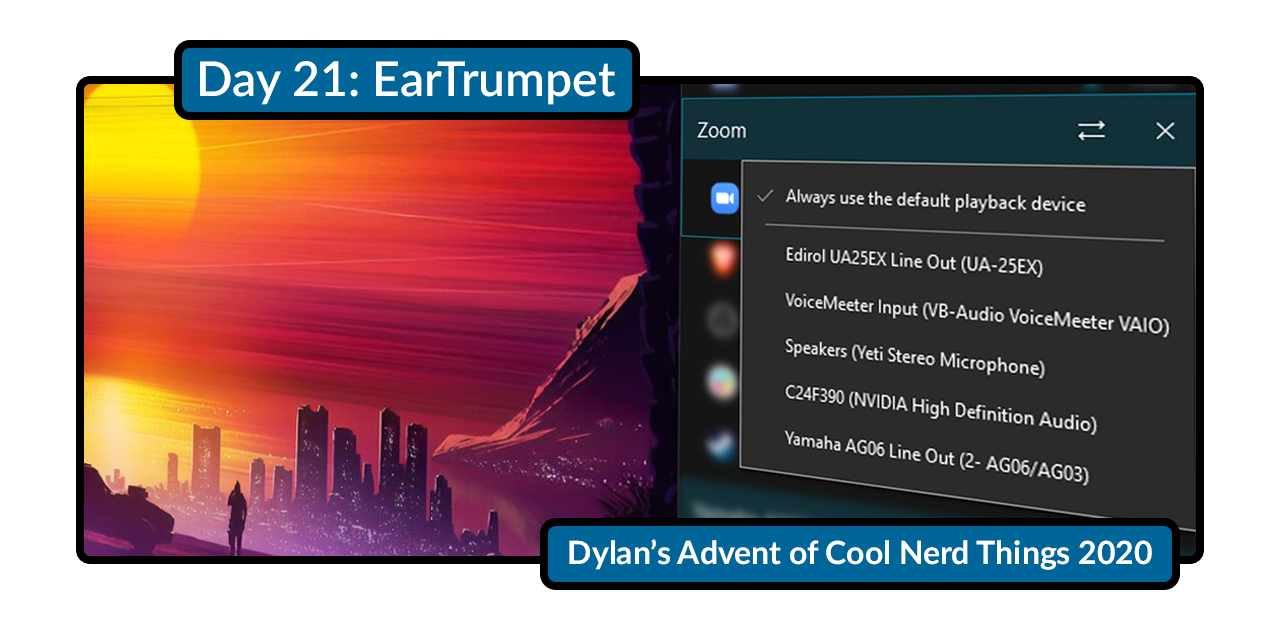 Day 21: EarTrumpet
Zoom
Always use the default playback device
Edirol UA25EX Line Out (UA-25EX)
VoiceMeeter Input (VB-Audio VoiceMeeter VAIO)
Speakers (Yeti Stereo Microphone)
C24F390 (NVIDIA High Definition Audio)
Yamaha AG06 Line Out (2- AG06/AG03)
Dylan’s Advent of Cool Nerd Things 2020